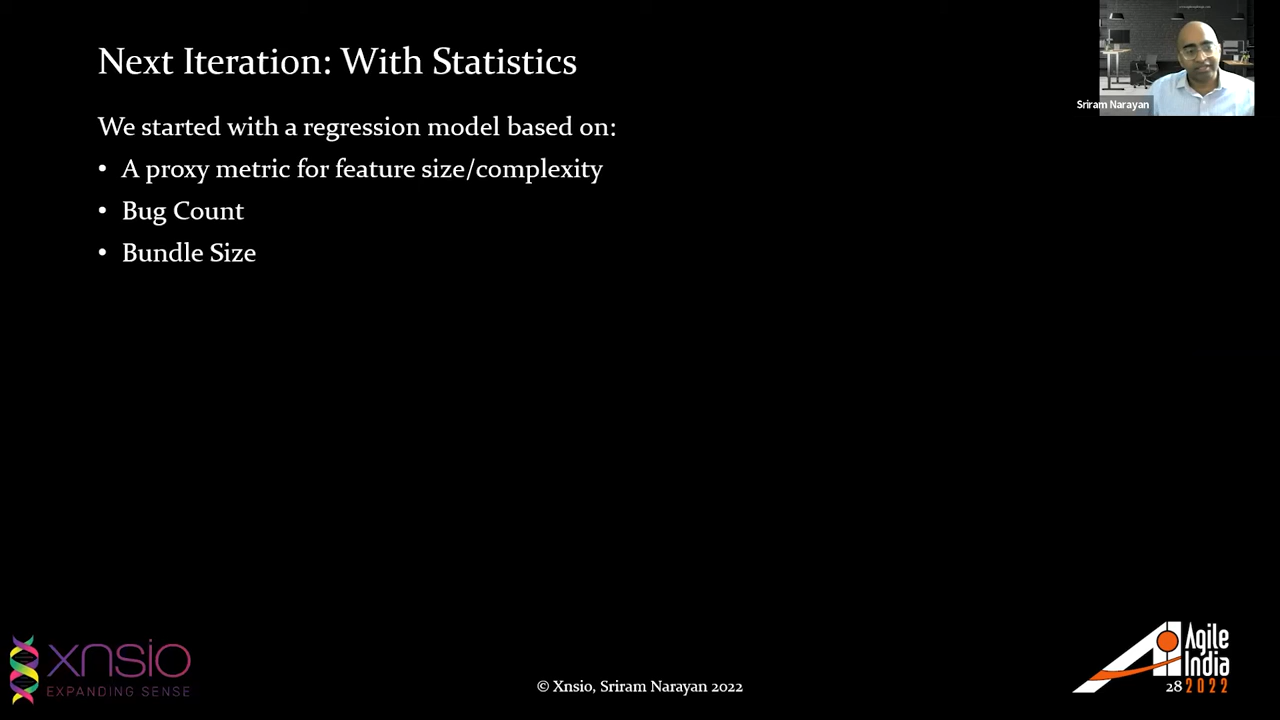 Next Iteration: With Statistics
We started with a regression model based on:
• A proxy metric for feature size/complexity
• Bug Count
• Bundle Size
Sriram Narayan
xnsio
EXPANDING SENSE
© Xnsio, Sriram Narayan 2022
Agile
India
28 2022